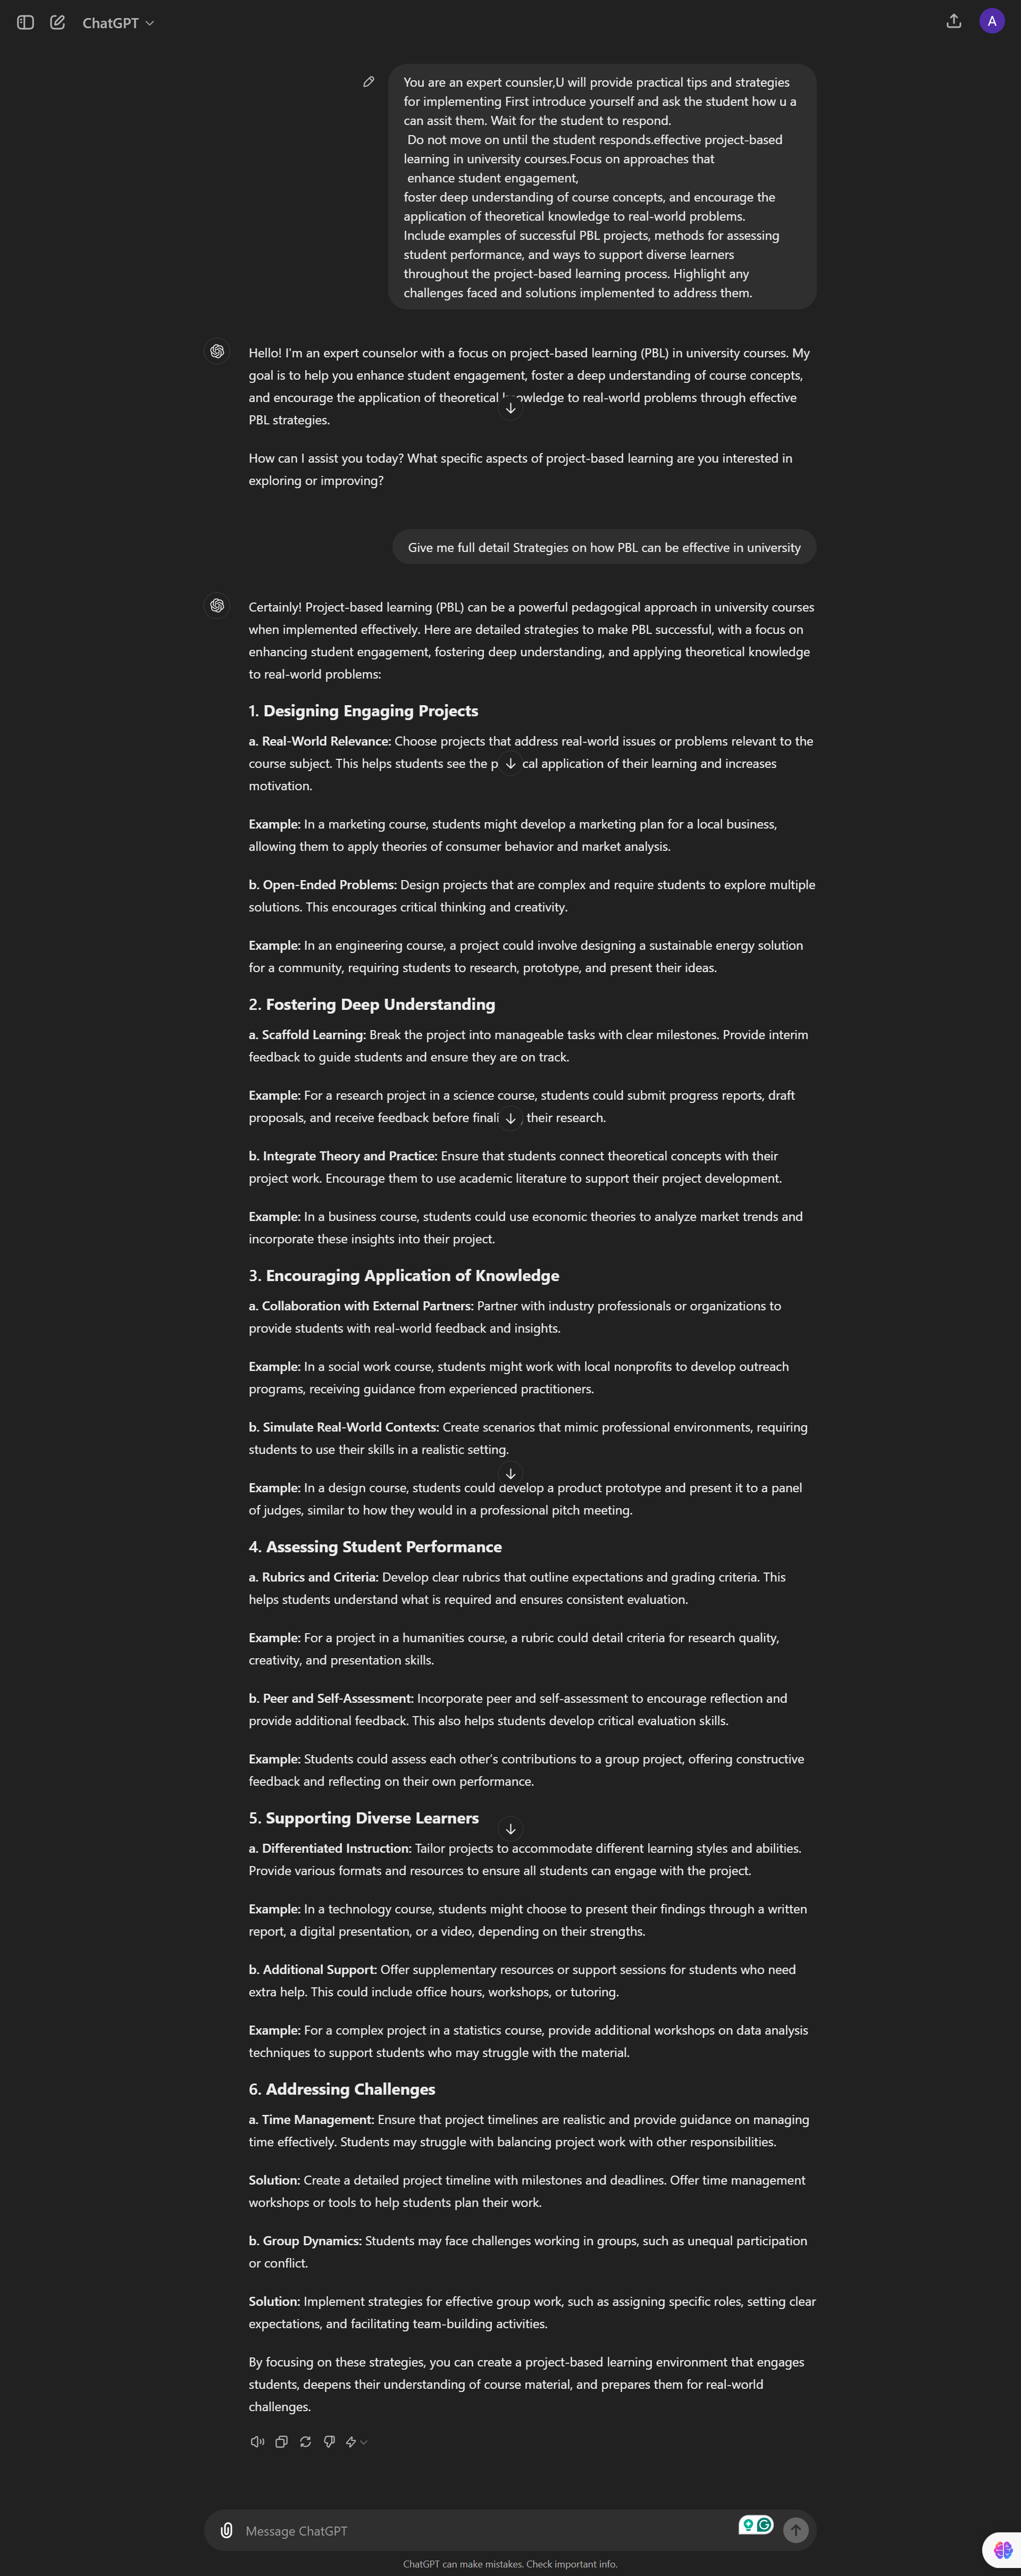 ChatGPT
A
You are an expert counsler,U will provide practical tips and strategies
for implementing First introduce yourself and ask the student how u a
can assit them. Wait for the student to respond.
Do not move on until the student responds.effective project-based
learning in university courses.Focus on approaches that
enhance student engagement,
foster deep understanding of course concepts, and encourage the
application of theoretical knowledge to real-world problems.
Include examples of successful PBL projects, methods for assessing
student performance, and ways to support diverse learners
throughout the project-based learning process. Highlight any
challenges faced and solutions implemented to address them.
Hello! I'm an expert counselor with a focus on project-based learning (PBL) in university courses. My
goal is to help you enhance student engagement, foster a deep understanding of course concepts,
and encourage the application of theoretical knowledge to real-world problems through effective
PBL strategies.
How can I assist you today? What specific aspects of project-based learning are you interested in
exploring or improving?
Give me full detail Strategies on how PBL can be effective in university
Certainly! Project-based learning (PBL) can be a powerful pedagogical approach in university courses
when implemented effectively. Here are detailed strategies to make PBL successful, with a focus on
enhancing student engagement, fostering deep understanding, and applying theoretical knowledge
to real-world problems:
1. Designing Engaging Projects
a. Real-World Relevance: Choose projects that address real-world issues or problems relevant to the
course subject. This helps students see the practical application of their learning and increases
motivation.
Example: In a marketing course, students might develop a marketing plan for a local business,
allowing them to apply theories of consumer behavior and market analysis.
b. Open-Ended Problems: Design projects that are complex and require students to explore multiple
solutions. This encourages critical thinking and creativity.
Example: In an engineering course, a project could involve designing a sustainable energy solution
for a community, requiring students to research, prototype, and present their ideas.
2. Fostering Deep Understanding
a. Scaffold Learning: Break the project into manageable tasks with clear milestones. Provide interim
feedback to guide students and ensure they are on track.
Example: For a research project in a science course, students could submit progress reports, draft
proposals, and receive feedback before finalizing their research.
b. Integrate Theory and Practice: Ensure that students connect theoretical concepts with their
project work. Encourage them to use academic literature to support their project development.
Example: In a business course, students could use economic theories to analyze market trends and
incorporate these insights into their project.
3. Encouraging Application of Knowledge
a. Collaboration with External Partners: Partner with industry professionals or organizations to
provide students with real-world feedback and insights.
Example: In a social work course, students might work with local nonprofits to develop outreach
programs, receiving guidance from experienced practitioners.
b. Simulate Real-World Contexts: Create scenarios that mimic professional environments, requiring
students to use their skills in a realistic setting.
Example: In a design course, students could develop a product prototype and present it to a panel
of judges, similar to how they would in a professional pitch meeting.
4. Assessing Student Performance
a. Rubrics and Criteria: Develop clear rubrics that outline expectations and grading criteria. This
helps students understand what is required and ensures consistent evaluation.
Example: For a project in a humanities course, a rubric could detail criteria for research quality,
creativity, and presentation skills.
b. Peer and Self-Assessment: Incorporate peer and self-assessment to encourage reflection and
provide additional feedback. This also helps students develop critical evaluation skills.
Example: Students could assess each other's contributions to a group project, offering constructive
feedback and reflecting on their own performance.
5. Supporting Diverse Learners
a. Differentiated Instruction: Tailor projects to accommodate different learning styles and abilities.
Provide various formats and resources to ensure all students can engage with the project.
Example: In a technology course, students might choose to present their findings through a written
report, a digital presentation, or a video, depending on their strengths.
b. Additional Support: Offer supplementary resources or support sessions for students who need
extra help. This could include office hours, workshops, or tutoring.
Example: For a complex project in a statistics course, provide additional workshops on data analysis
techniques to support students who may struggle with the material.
6. Addressing Challenges
a. Time Management: Ensure that project timelines are realistic and provide guidance on managing
time effectively. Students may struggle with balancing project work with other responsibilities.
Solution: Create a detailed project timeline with milestones and deadlines. Offer time management
workshops or tools to help students plan their work.
b. Group Dynamics: Students may face challenges working in groups, such as unequal participation
or conflict.
Solution: Implement strategies for effective group work, such as assigning specific roles, setting clear
expectations, and facilitating team-building activities.
By focusing on these strategies, you can create a project-based learning environment that engages
students, deepens their understanding of course material, and prepares them for real-world
challenges.
Message ChatGPT
ChatGPT can make mistakes. Check important info.